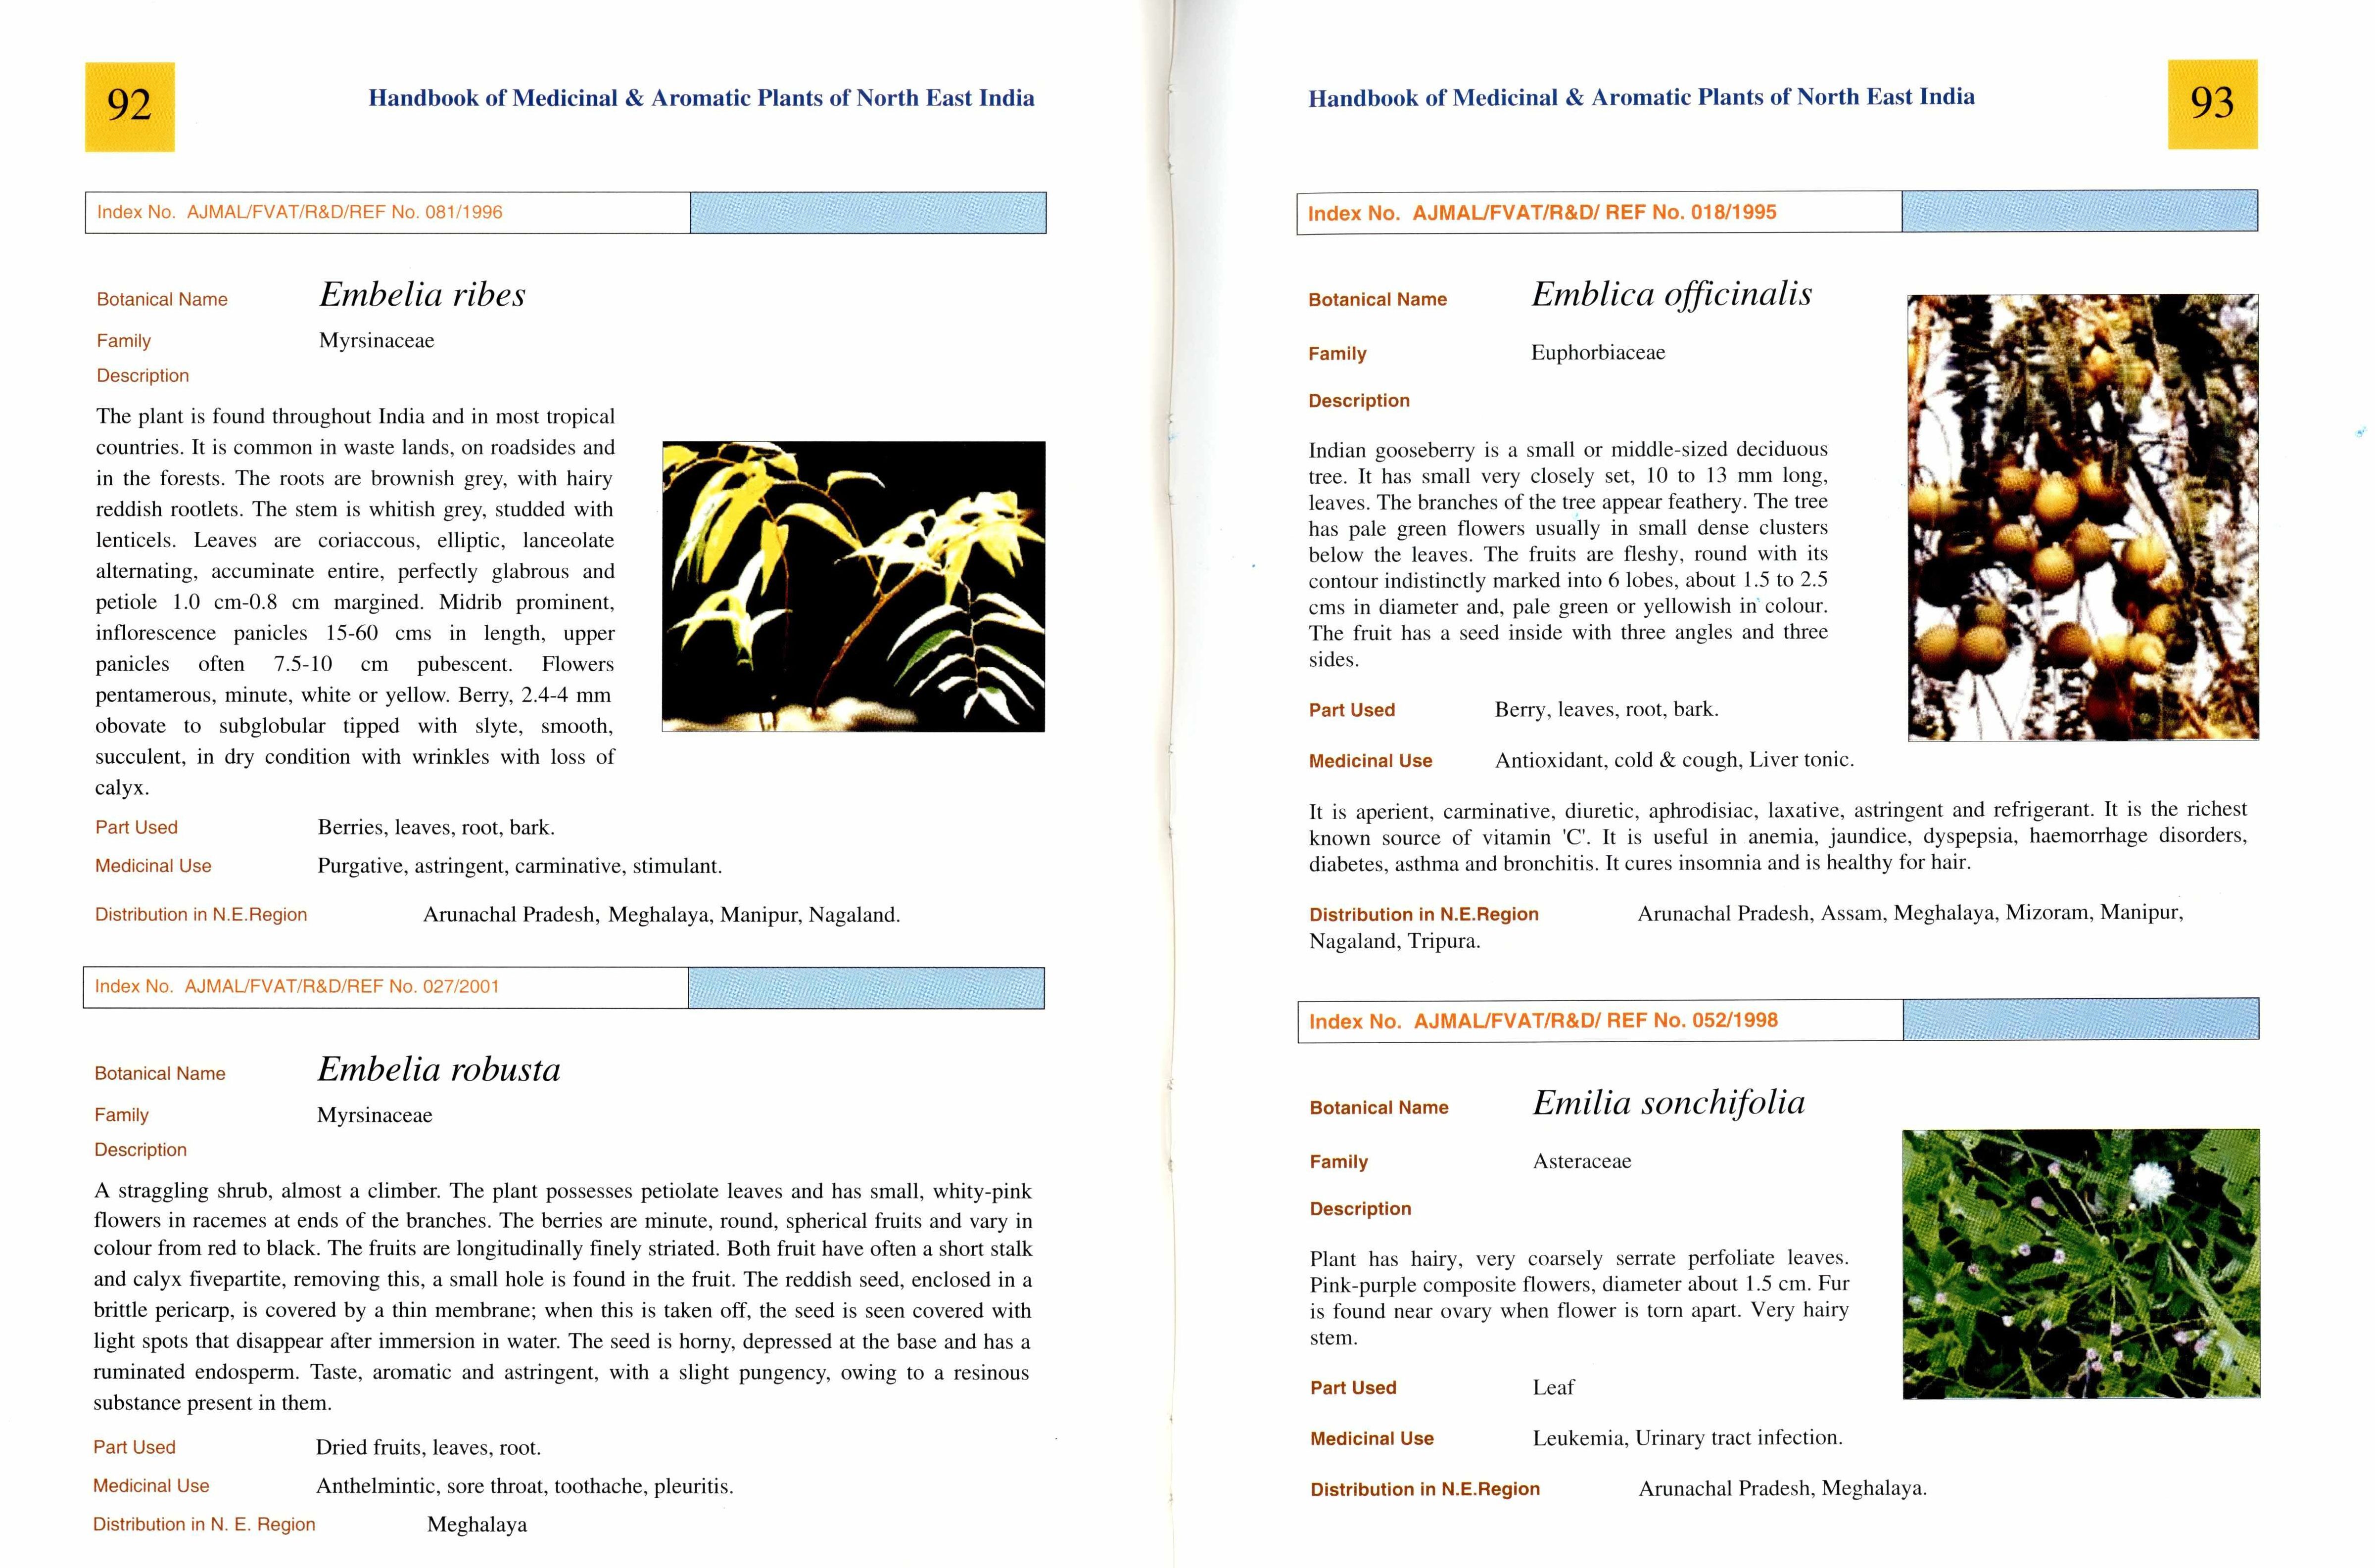 92
Handbook of Medicinal & Aromatic Plants of North East India
Index No. AJMAL/FVAT/R&D/REF No. 081/1996
Botanical Name Embelia ribes
Family Myrsinaceae
Description
The plant is found throughout India and in most tropical
countries. It is common in waste lands, on roadsides and
in the forests. The roots are brownish grey, with hairy
reddish rootlets. The stem is whitish grey, studded with
lenticels. Leaves are coriaccous, elliptic, lanceolate
alternating, accuminate entire, perfectly glabrous and
petiole 1.0 cm-0.8 cm margined. Midrib prominent,
inflorescence panicles 15-60 cms in length, upper
panicles often 7.5-10 cm pubescent. Flowers
pentamerous, minute, white or yellow. Berry, 2.4-4 mm
obovate to subglobular tipped with slyte, smooth,
succulent, in dry condition with wrinkles with loss of
calyx.
Part Used Berries, leaves, root, bark.
Medicinal Use Purgative, astringent, carminative, stimulant.
Distribution in N.E.Region Arunachal Pradesh, Meghalaya, Manipur, Nagaland.
Index No. AJMAL/FVAT/R&D/REF No. 027/2001
Botanical Name Embelia robusta
Family Myrsinaceae
Description
A straggling shrub, almost a climber. The plant possesses petiolate leaves and has small, whity-pink
flowers in racemes at ends of the branches. The berries are minute, round, spherical fruits and vary in
colour from red to black. The fruits are longitudinally finely striated. Both fruit have often a short stalk
and calyx fivepartite, removing this, a small hole is found in the fruit. The reddish seed, enclosed in a
brittle pericarp, is covered by a thin membrane; when this is taken off, the seed is seen covered with
light spots that disappear after immersion in water. The seed is horny, depressed at the base and has a
ruminated endosperm. Taste, aromatic and astringent, with a slight pungency, owing to a resinous
substance present in them.
Part Used Dried fruits, leaves, root.
Medicinal Use Anthelmintic, sore throat, toothache, pleuritis.
Distribution in N. E. Region Meghalaya
Handbook of Medicinal & Aromatic Plants of North East India
93
Index No. AJMAL/FVAT/R&D/ REF No. 018/1995
Botanical Name Emblica officinalis
Family Euphorbiaceae
Description
Indian gooseberry is a small or middle-sized deciduous
tree. It has small very closely set, 10 to 13 mm long,
leaves. The branches of the tree appear feathery. The tree
has pale green flowers usually in small dense clusters
below the leaves. The fruits are fleshy, round with its
contour indistinctly marked into 6 lobes, about 1.5 to 2.5
cms in diameter and, pale green or yellowish in colour.
The fruit has a seed inside with three angles and three
sides.
Part Used Berry, leaves, root, bark.
Medicinal Use Antioxidant, cold & cough, Liver tonic.
It is aperient, carminative, diuretic, aphrodisiac, laxative, astringent and refrigerant. It is the richest
known source of vitamin 'C'. It is useful in anemia, jaundice, dyspepsia, haemorrhage disorders,
diabetes, asthma and bronchitis. It cures insomnia and is healthy for hair.
Distribution in N.E.Region Arunachal Pradesh, Assam, Meghalaya, Mizoram, Manipur,
Nagaland, Tripura.
Index No. AJMAL/FVAT/R&D/ REF No. 052/1998
Botanical Name Emilia sonchifolia
Family Asteraceae
Description
Plant has hairy, very coarsely serrate perfoliate leaves.
Pink-purple composite flowers, diameter about 1.5 cm. Fur
is found near ovary when flower is torn apart. Very hairy
stem.
Part Used Leaf
Medicinal Use Leukemia, Urinary tract infection.
Distribution in N.E.Region Arunachal Pradesh, Meghalaya.